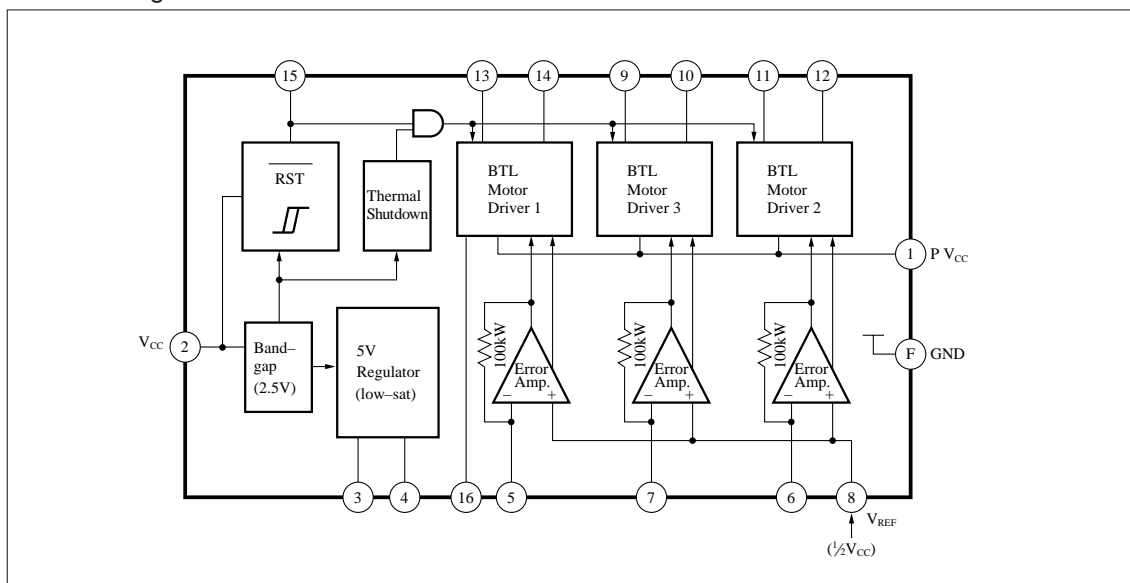 15
13
14
9
10
11
12
RST
Thermal
Shutdown
BTL
Motor
Driver 1
BTL
Motor
Driver 3
BTL
Motor
Driver 2
1
P VCC
VCC
2
Band–
gap
(2.5V)
5V
Regulator
(low–sat)
100kW
Error
Amp.
– +
100kW
Error
Amp.
– +
100kW
Error
Amp.
– +
F
GND
3
4
16
5
7
6
8
VREF
(½VCC)